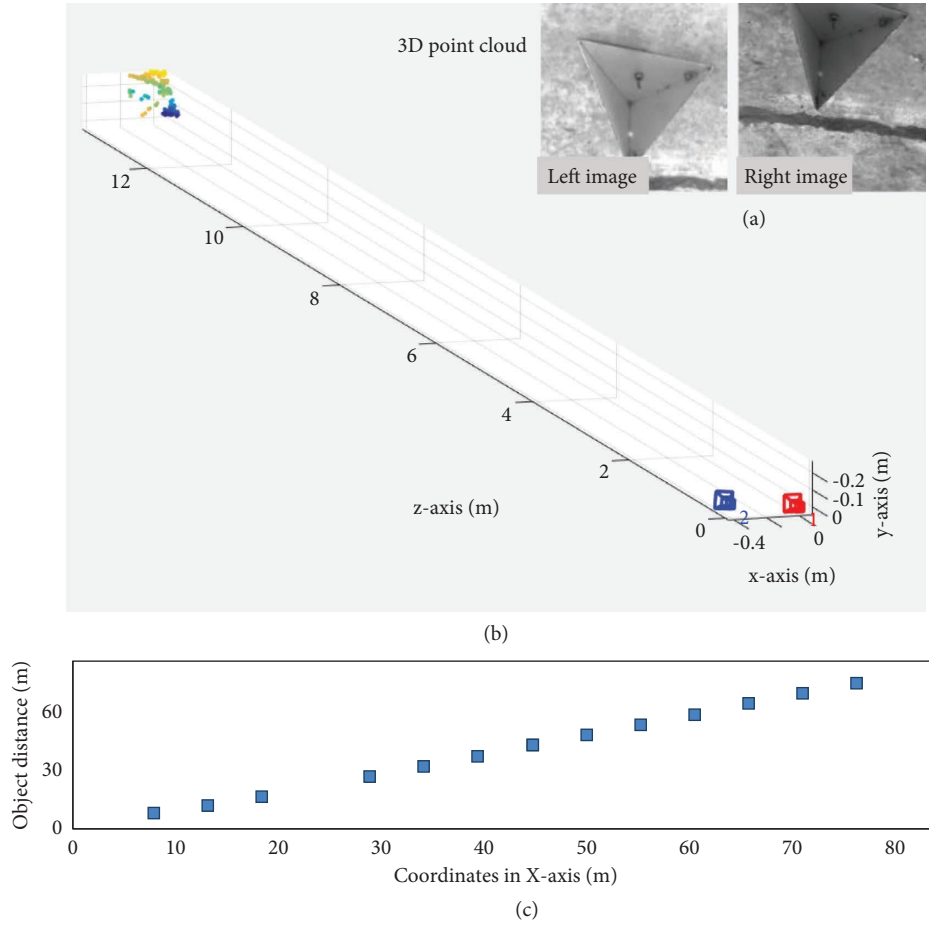 3D point cloud
Left image
Right image
(a)
12
10
8
6
4
2
0
z-axis (m)
2
1
-0.4
0
x-axis (m)
-0.2
-0.1
0
y-axis (m)
(b)
Object distance (m)
60
30
0
0
10
20
30
40
50
60
70
80
Coordinates in X-axis (m)
(c)